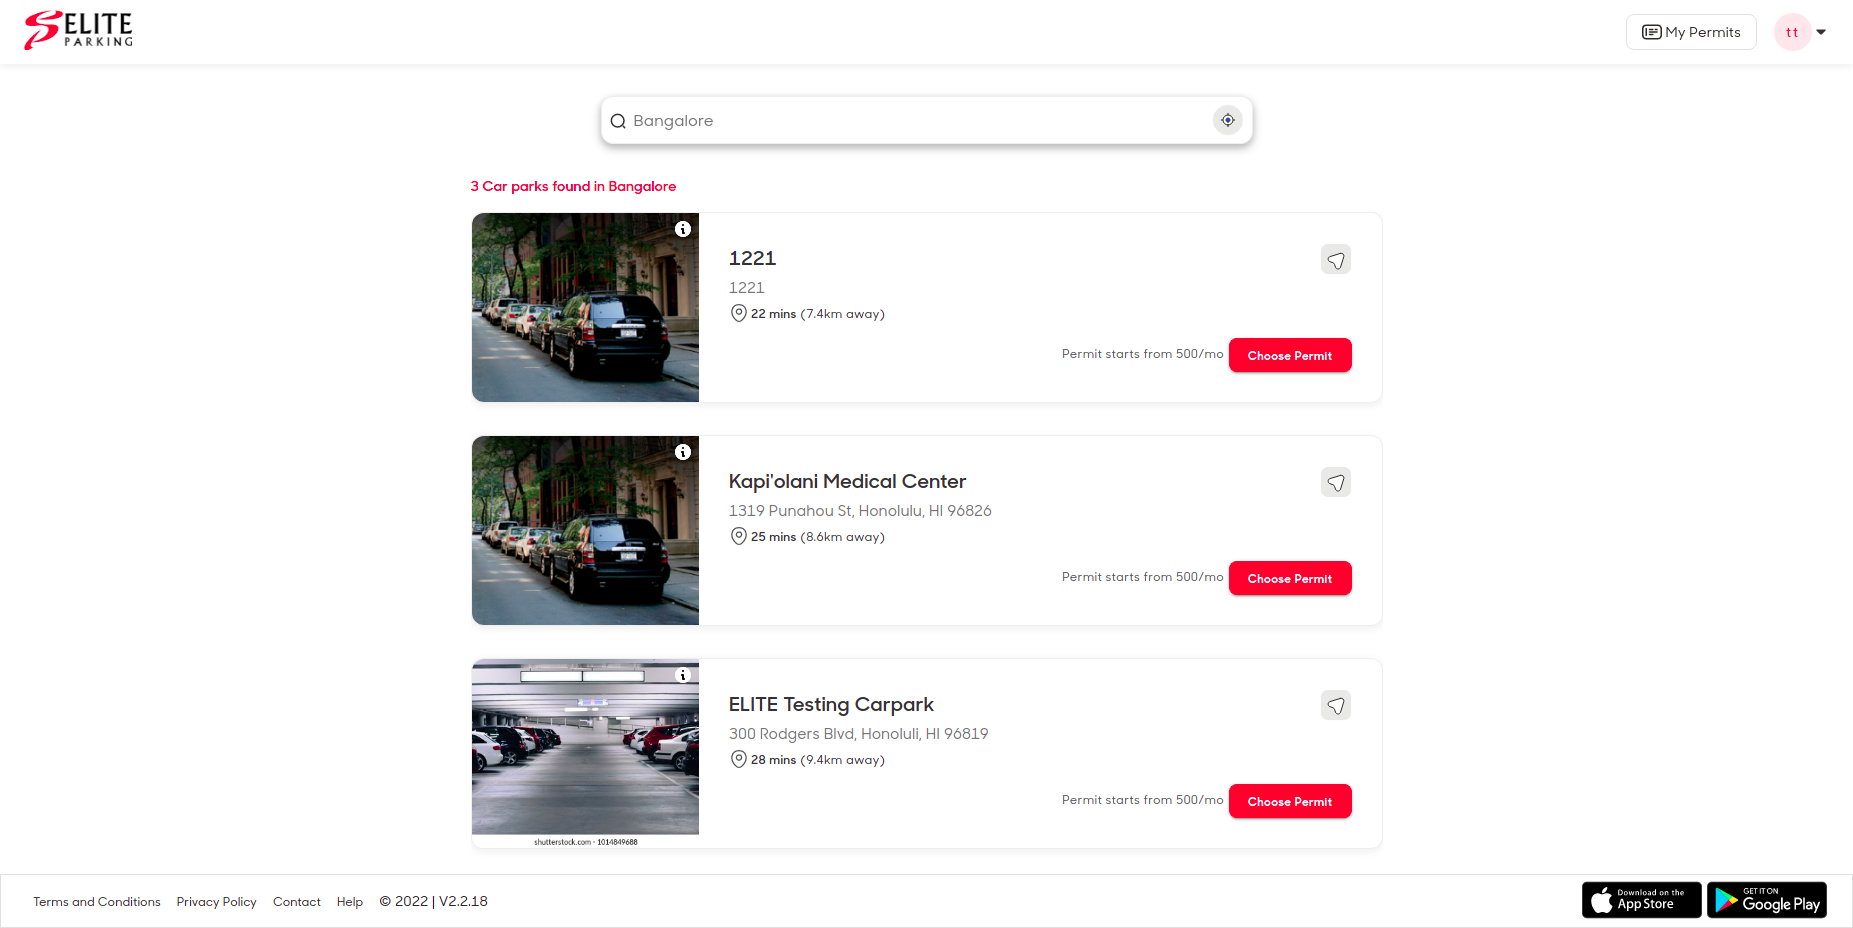 ELITE
PARKING
My Permits
tt
Bangalore
3 Car parks found in Bangalore
1221
1221
22 mins (7.4km away)
Permit starts from 500/mo
Choose Permit
Kapi'olani Medical Center
1319 Punahou St, Honolulu, HI 96826
25 mins (8.6km away)
Permit starts from 500/mo
Choose Permit
ELITE Testing Carpark
300 Rodgers Blvd, Honoluli, HI 96819
28 mins (9.4km away)
Permit starts from 500/mo
Choose Permit
shutterstock.com · 1014849688
Terms and Conditions Privacy Policy Contact Help © 2022 | V2.2.18
Download on the
App Store
GET IT ON
Google Play